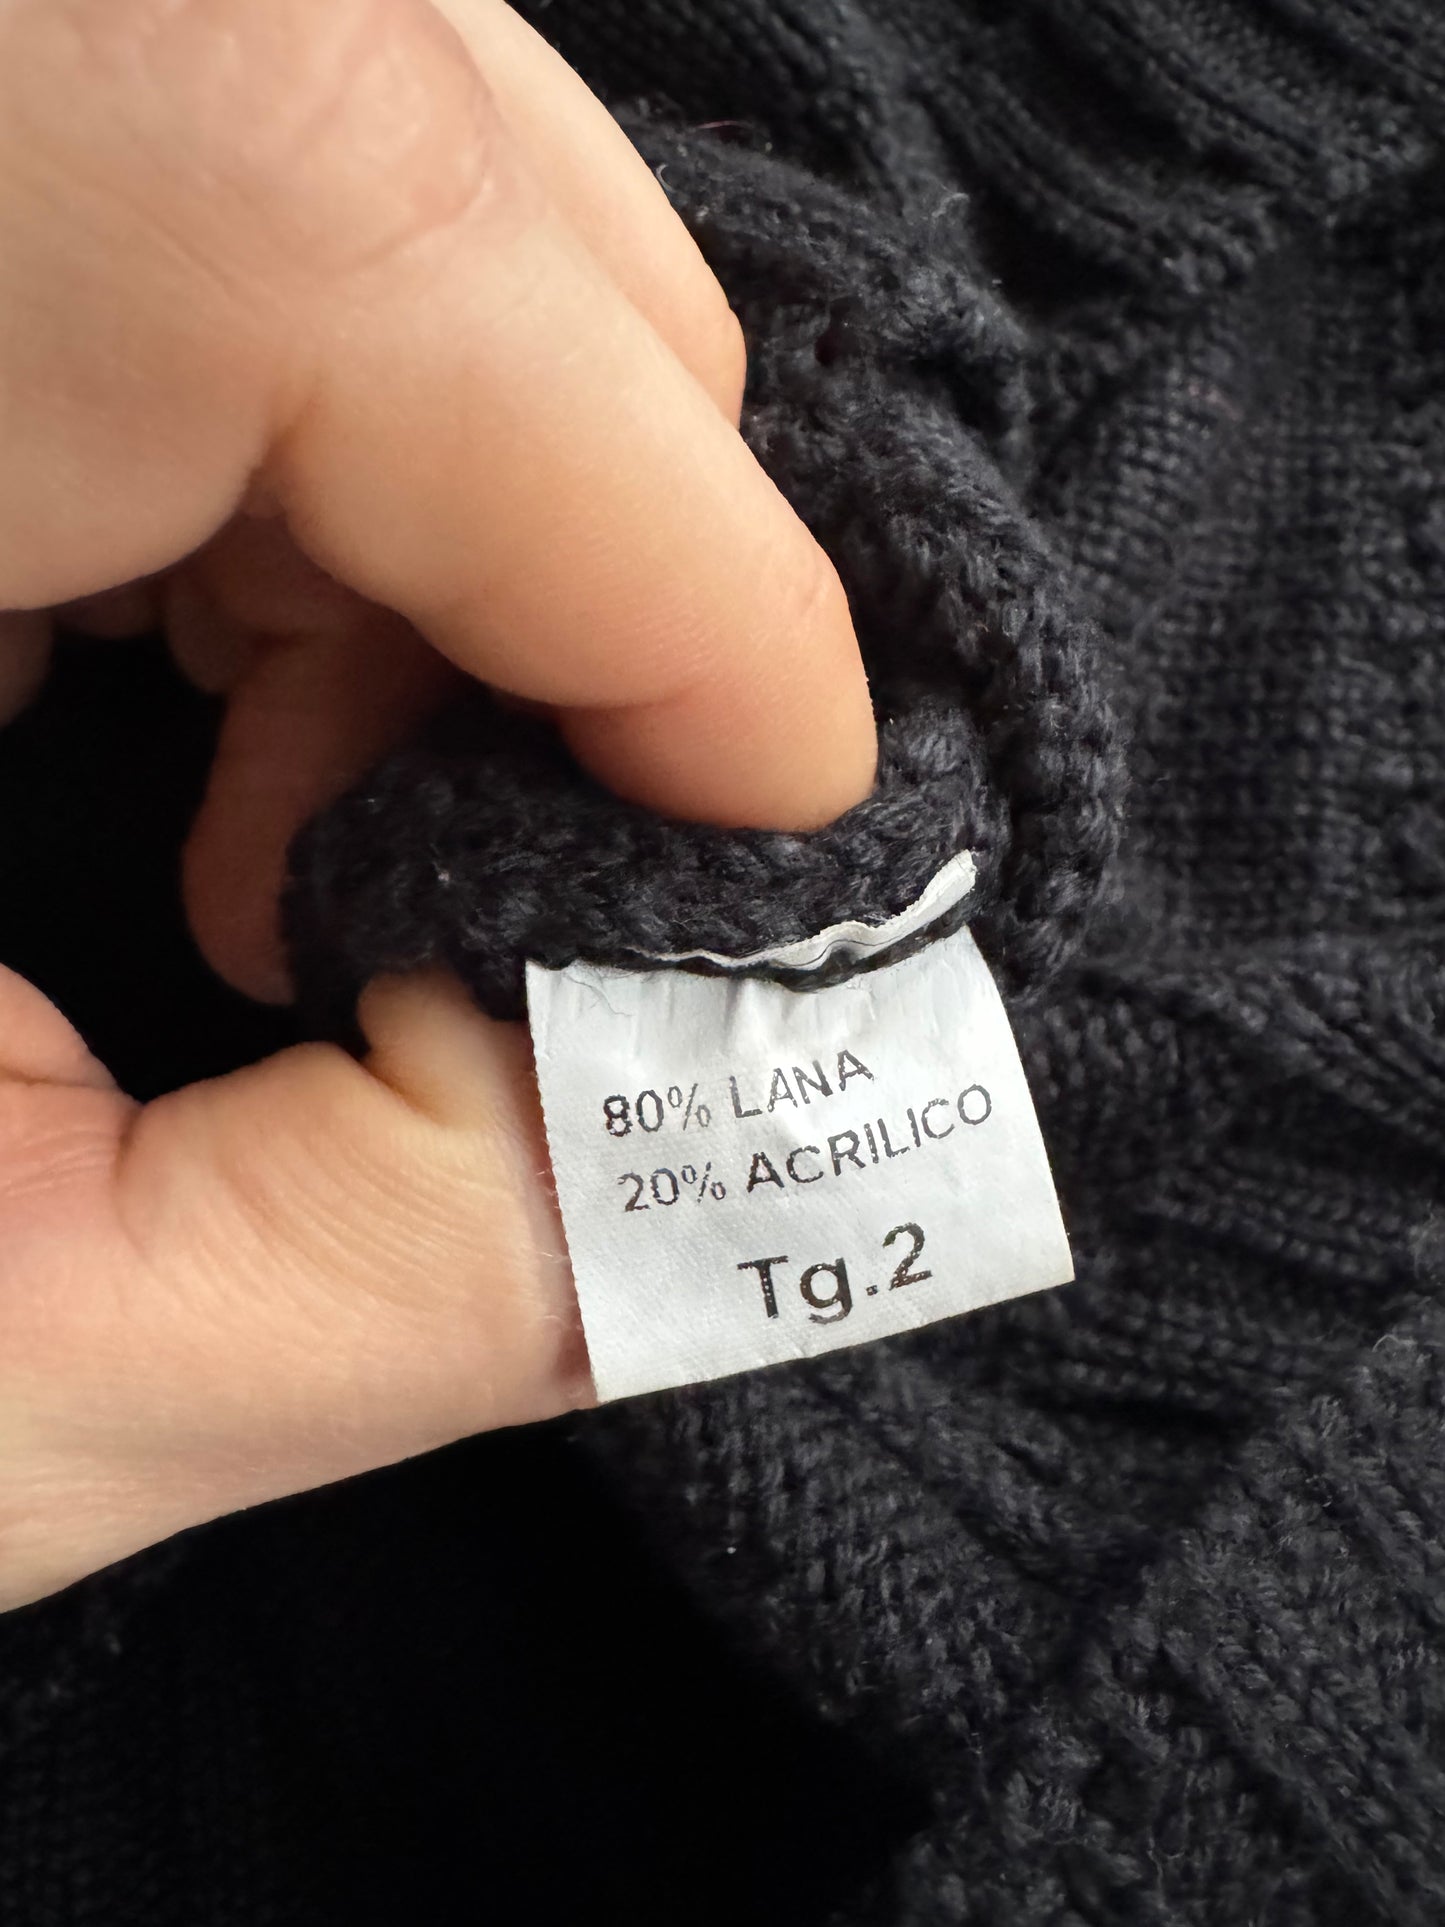 80% LANA
20% ACRILICO
Tg.2